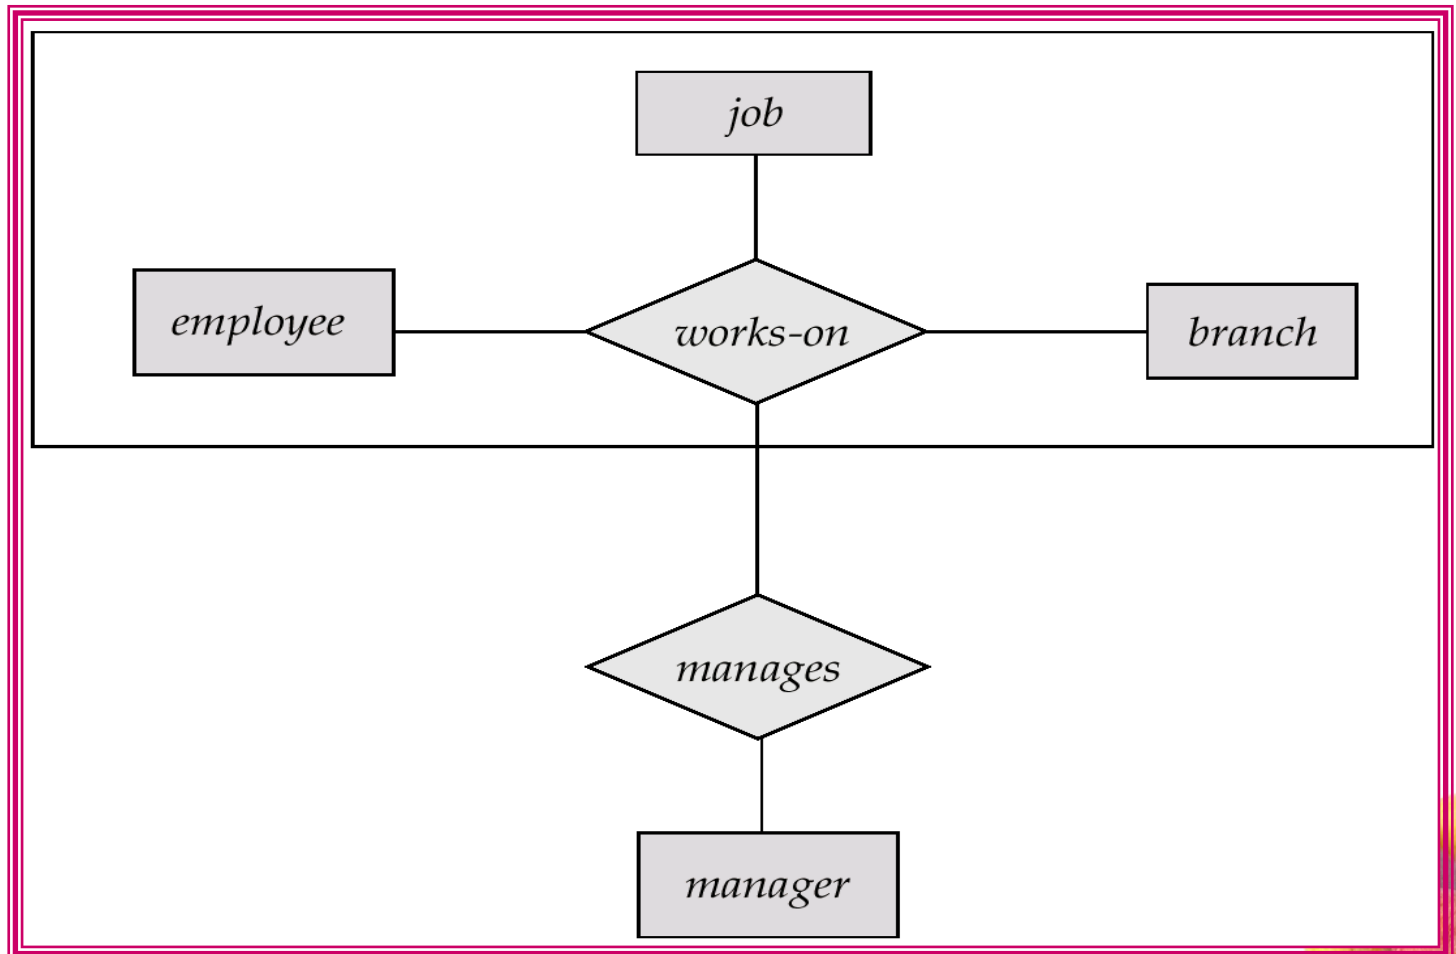 job
employee
works-on
branch
manages
manager